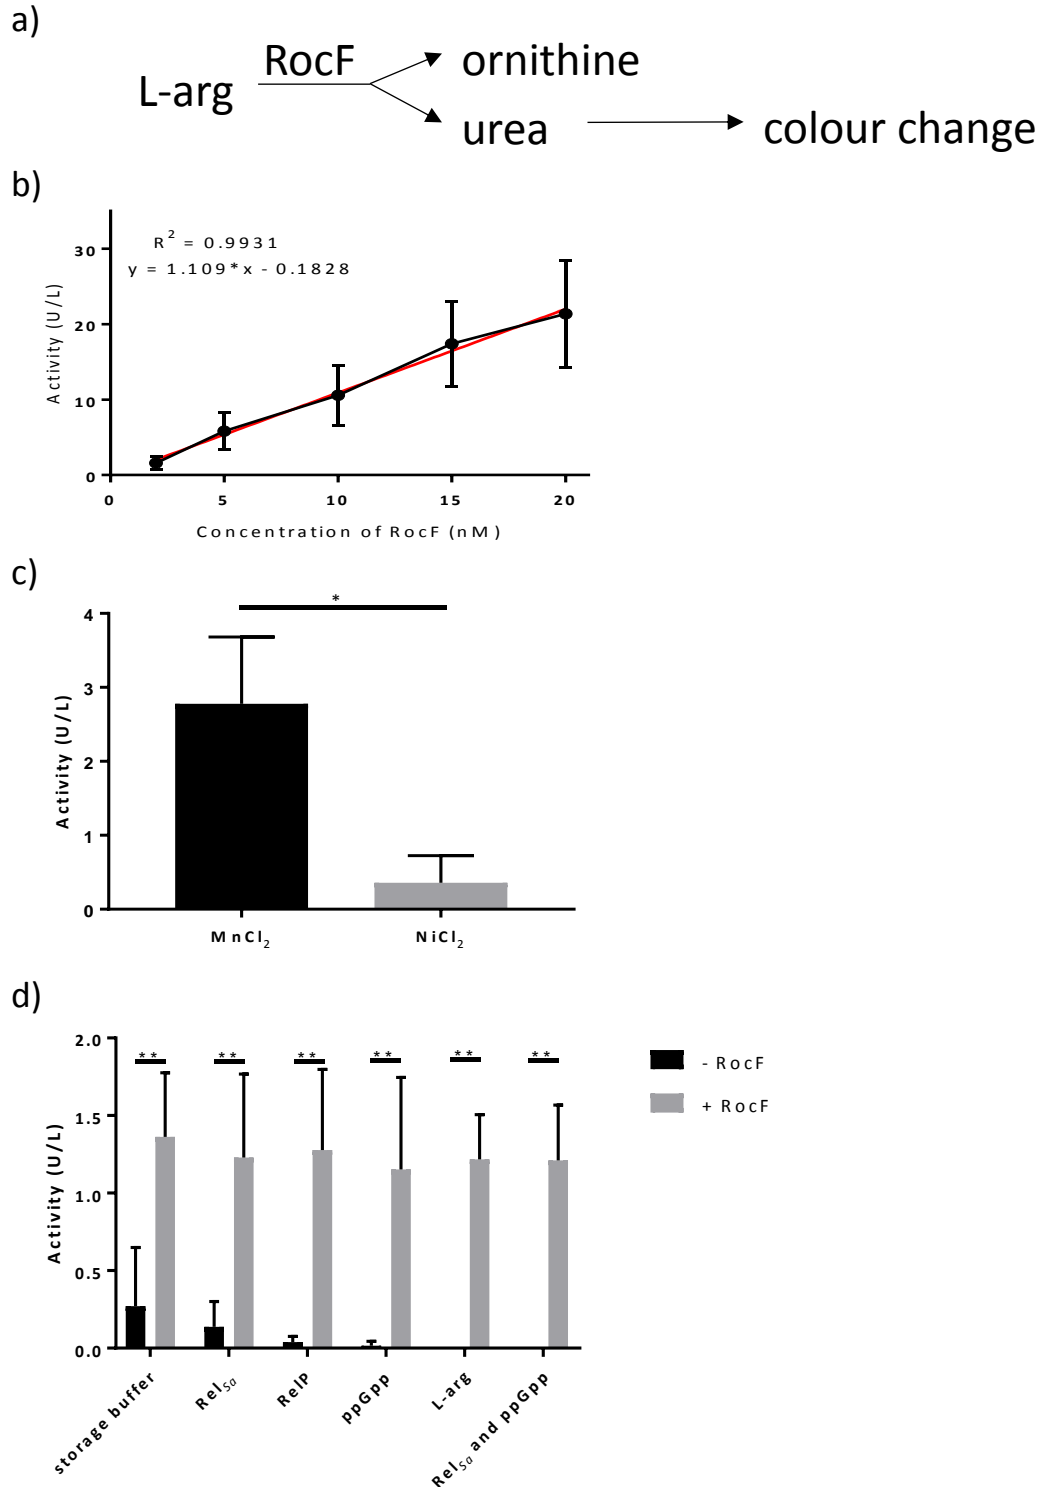 a)
L-arg RocF ornithine
urea colour change
b)
R² = 0.9931
y = 1.109*x - 0.1828
Activity (U/L)
30
20
10
0
0 5 10 15 20
Concentration of RocF (nM)
c)
*
Activity (U/L)
4
3
2
1
0
MnCl₂ NiCl₂
d)
** ** ** ** ** **
Activity (U/L)
2.0
1.5
1.0
0.5
0.0
storage buffer
Rel_Sa
RelP
ppGpp
L-arg
Rel_Sa and ppGpp
- RocF
+ RocF